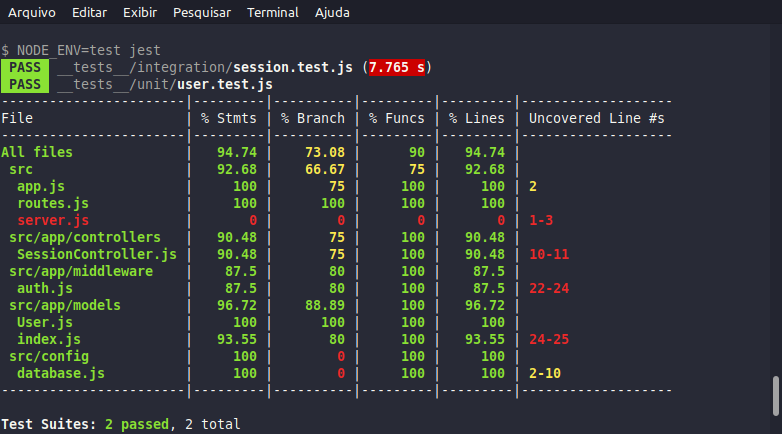 Arquivo Editar Exibir Pesquisar Terminal Ajuda
$ NODE_ENV=test jest
PASS __tests__/integration/session.test.js (7.765 s)
PASS __tests__/unit/user.test.js
-----------------------|---------|----------|---------|---------|-------------------
File | % Stmts | % Branch | % Funcs | % Lines | Uncovered Line #s
-----------------------|---------|----------|---------|---------|-------------------
All files | 94.74 | 73.08 | 90 | 94.74 |
src | 92.68 | 66.67 | 75 | 92.68 |
app.js | 100 | 75 | 100 | 100 | 2
routes.js | 100 | 100 | 100 | 100 |
server.js | 0 | 0 | 0 | 0 | 1-3
src/app/controllers | 90.48 | 75 | 100 | 90.48 |
SessionController.js | 90.48 | 75 | 100 | 90.48 | 10-11
src/app/middleware | 87.5 | 80 | 100 | 87.5 |
auth.js | 87.5 | 80 | 100 | 87.5 | 22-24
src/app/models | 96.72 | 88.89 | 100 | 96.72 |
User.js | 100 | 100 | 100 | 100 |
index.js | 93.55 | 80 | 100 | 93.55 | 24-25
src/config | 100 | 0 | 100 | 100 |
database.js | 100 | 0 | 100 | 100 | 2-10
-----------------------|---------|----------|---------|---------|-------------------
Test Suites: 2 passed, 2 total